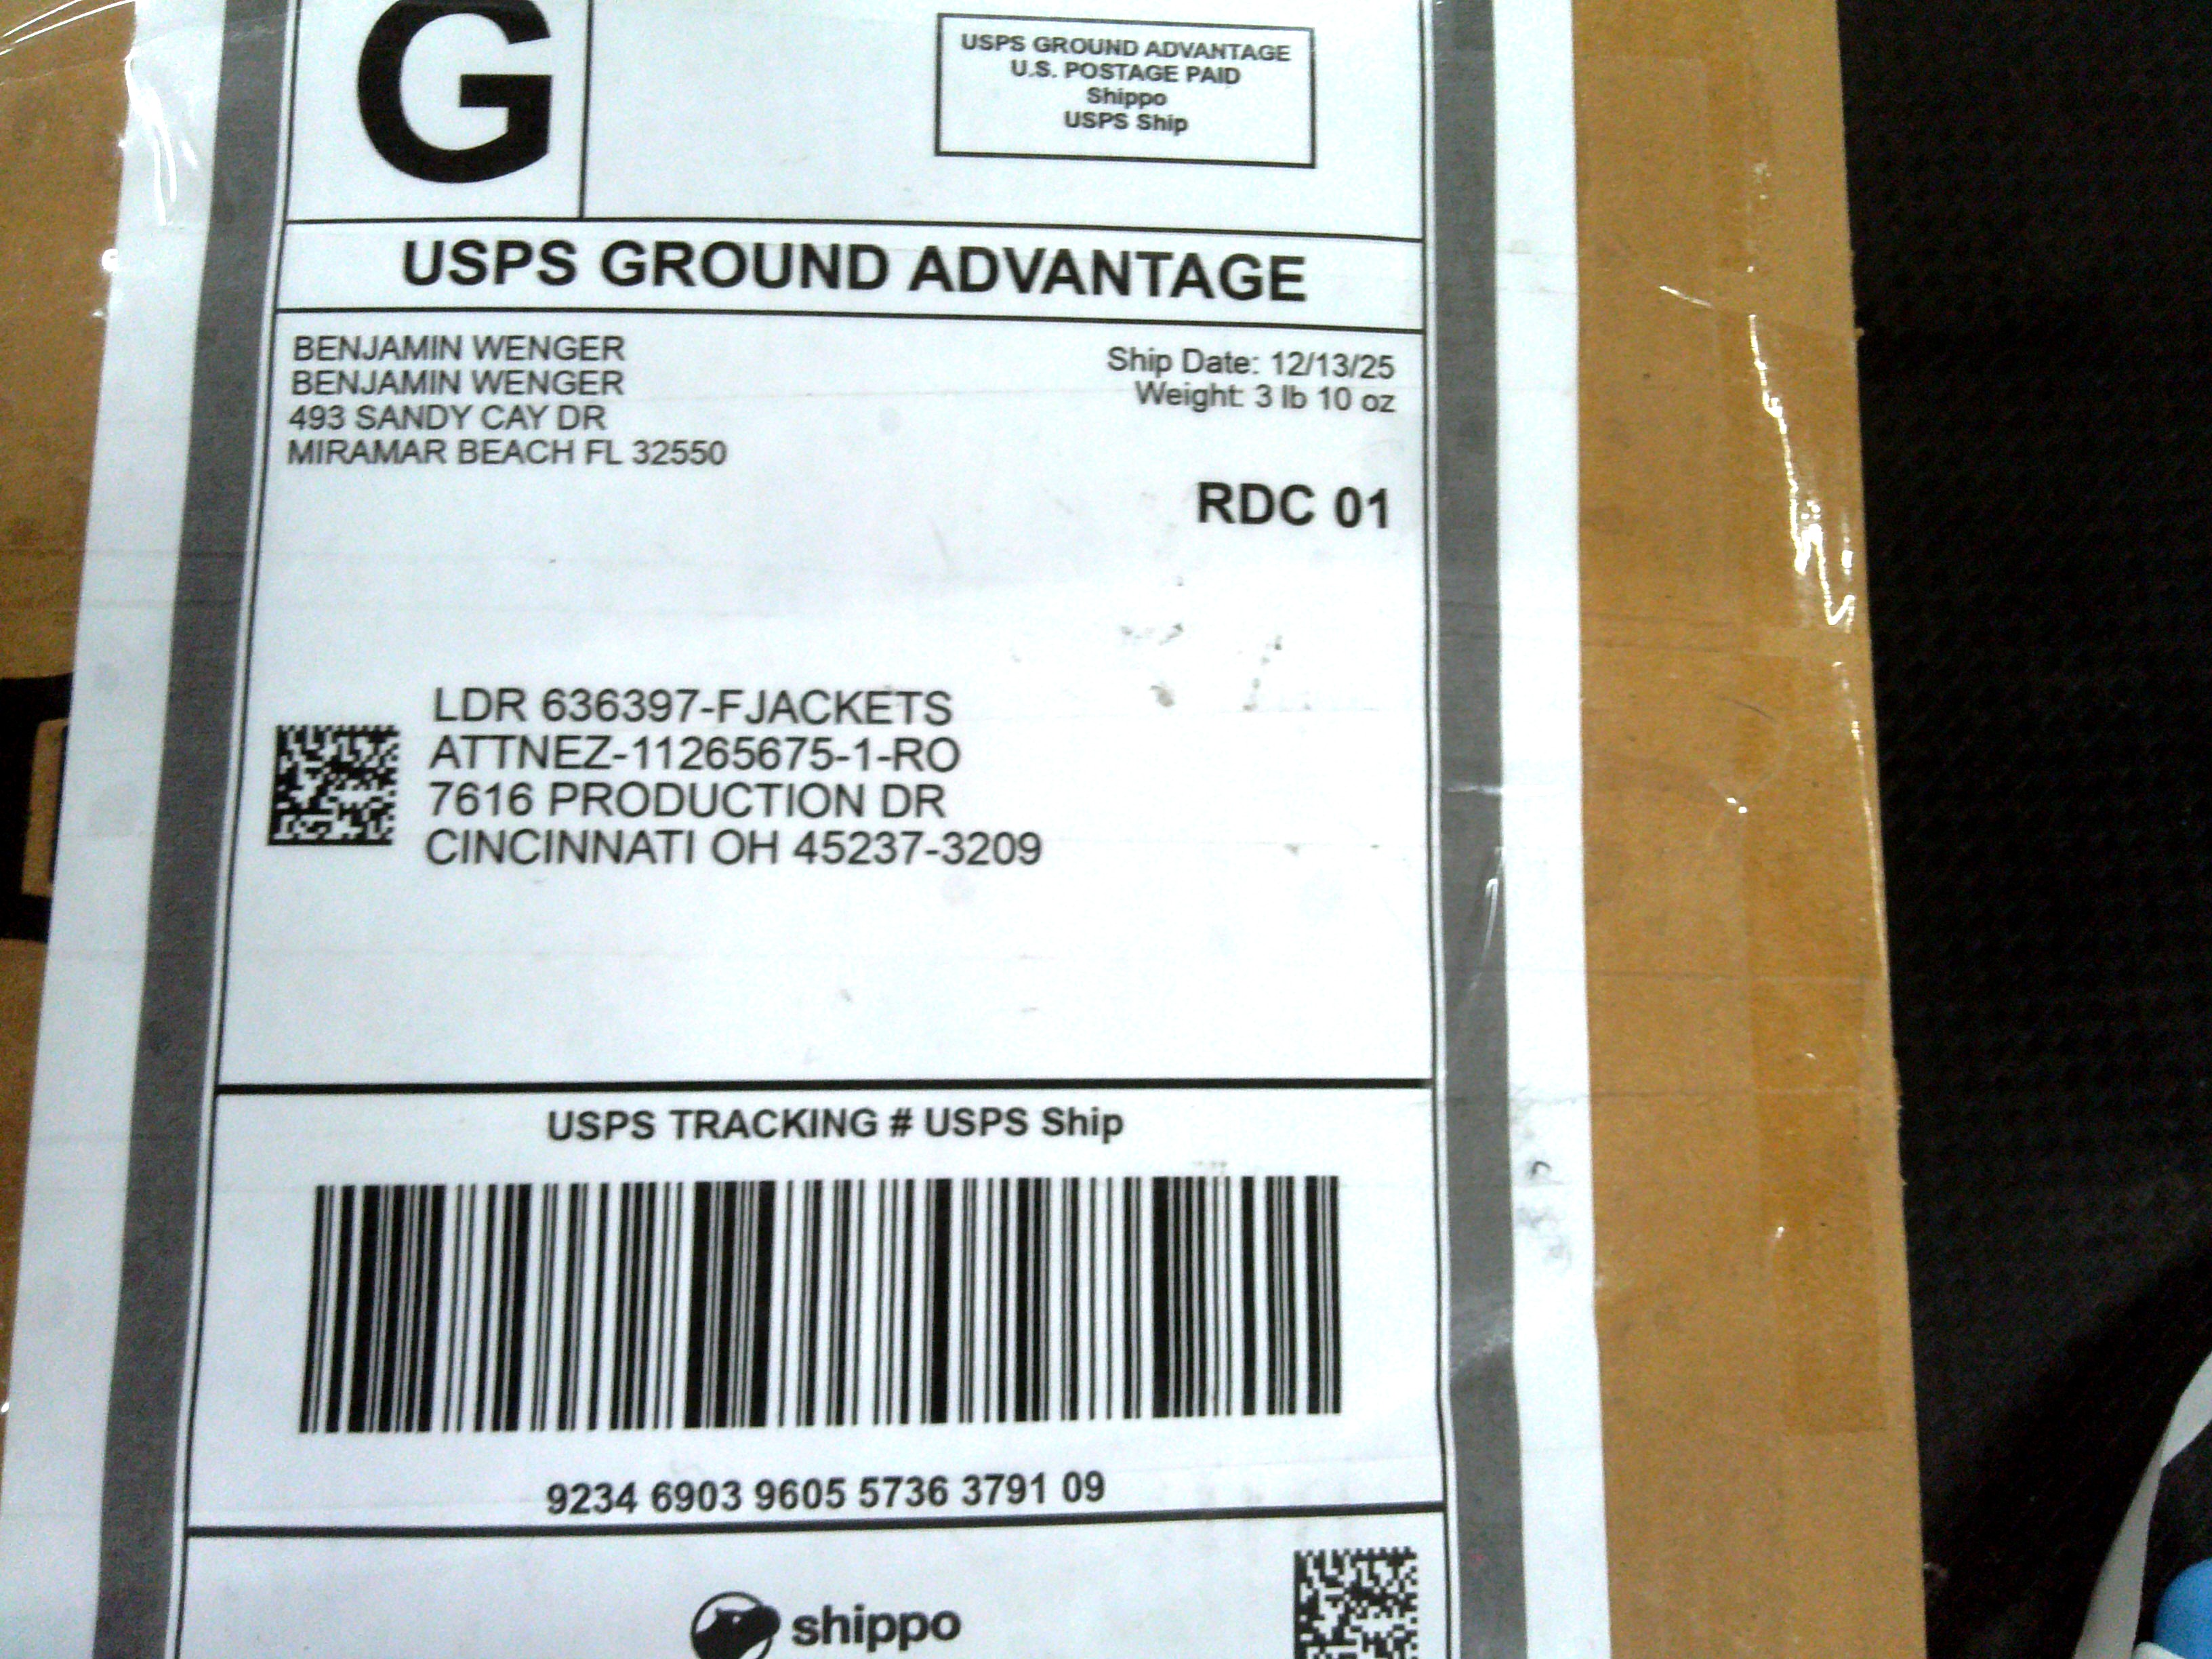 G
USPS GROUND ADVANTAGE
U.S. POSTAGE PAID
Shippo
USPS Ship
USPS GROUND ADVANTAGE
BENJAMIN WENGER
BENJAMIN WENGER
493 SANDY CAY DR
MIRAMAR BEACH FL 32550
Ship Date: 12/13/25
Weight: 3 lb 10 oz
RDC 01
LDR 636397-FJACKETS
ATTNEZ-11265675-1-RO
7616 PRODUCTION DR
CINCINNATI OH 45237-3209
USPS TRACKING # USPS Ship
9234 6903 9605 5736 3791 09
shippo